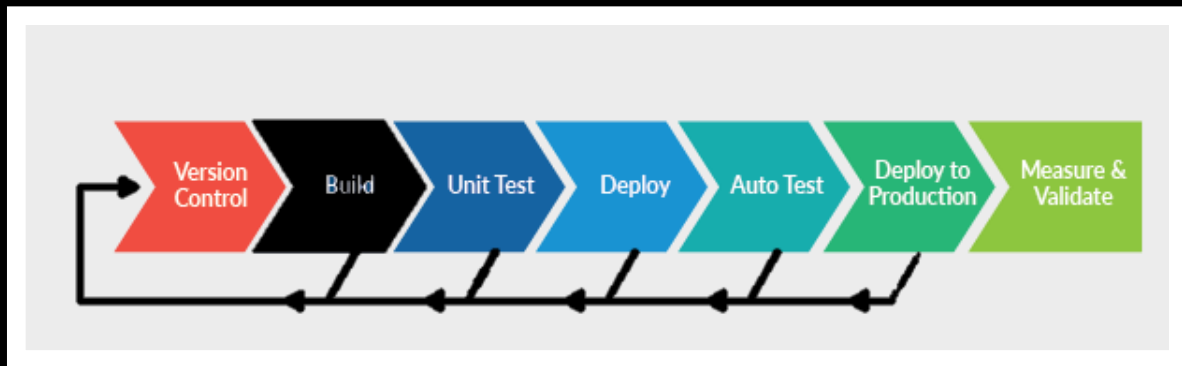 Version
Control
Build
Unit Test
Deploy
Auto Test
Deploy to
Production
Measure &
Validate